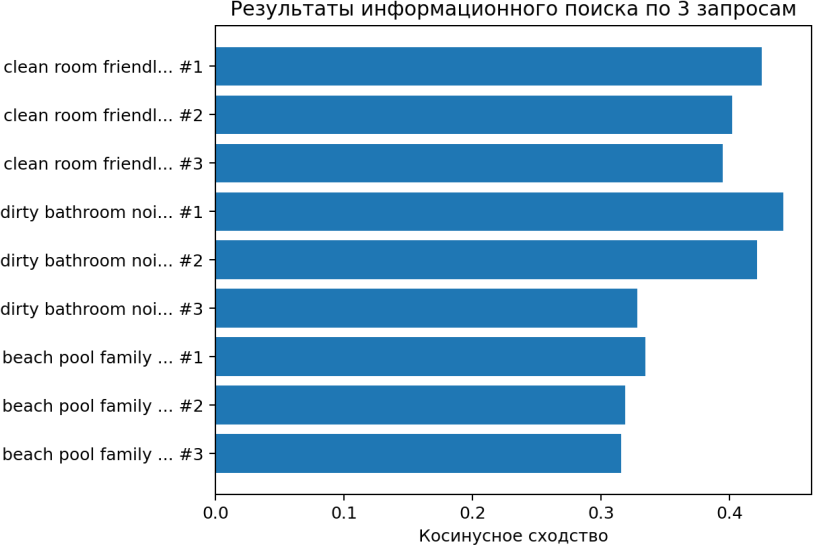 Результаты информационного поиска по 3 запросам
clean room friendl... #1
clean room friendl... #2
clean room friendl... #3
dirty bathroom noi... #1
dirty bathroom noi... #2
dirty bathroom noi... #3
beach pool family ... #1
beach pool family ... #2
beach pool family ... #3
0.0 0.1 0.2 0.3 0.4
Косинусное сходство